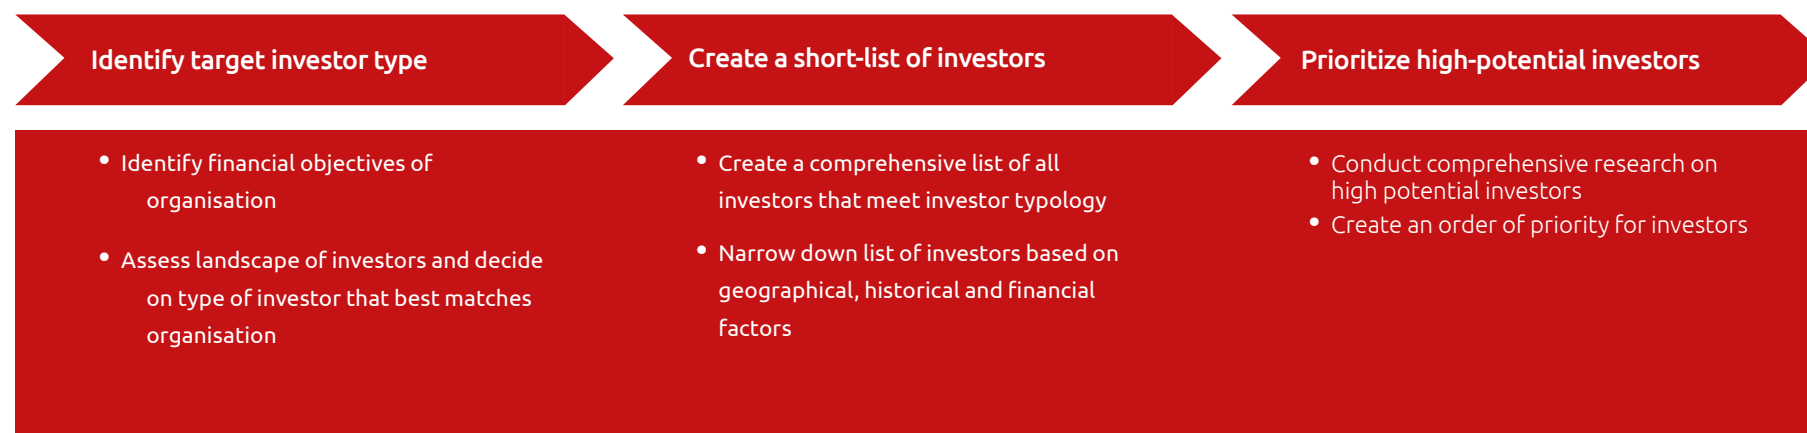 Identify target investor type
Create a short-list of investors
Prioritize high-potential investors
• Identify financial objectives of
organisation
• Assess landscape of investors and decide
on type of investor that best matches
organisation
• Create a comprehensive list of all
investors that meet investor typology
• Narrow down list of investors based on
geographical, historical and financial
factors
• Conduct comprehensive research on
high potential investors
• Create an order of priority for investors